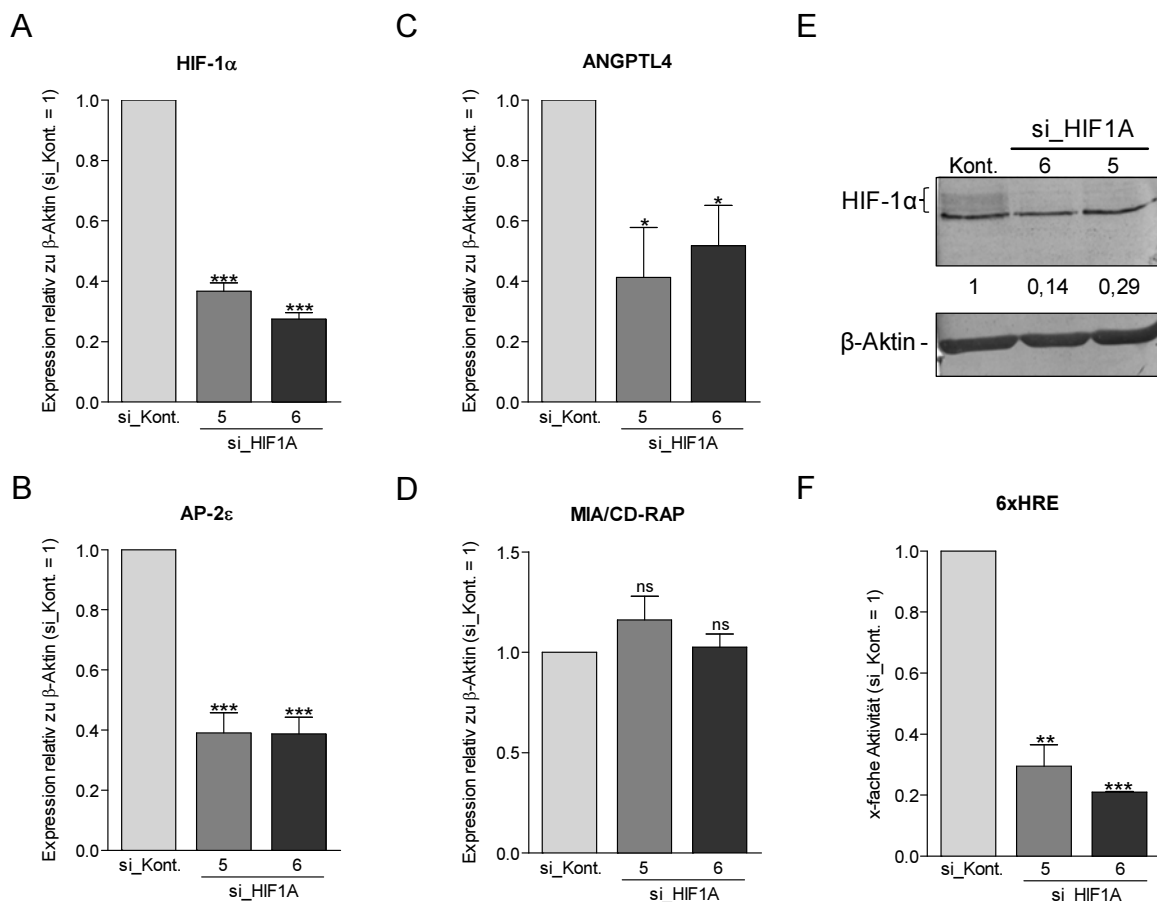 A
HIF-1α
Expression relativ zu β-Aktin (si_Kont. = 1)
1.0
0.8
0.6
0.4
0.2
0.0
***
***
si_Kont.
5
6
si_HIF1A
B
AP-2ε
Expression relativ zu β-Aktin (si_Kont. = 1)
1.0
0.8
0.6
0.4
0.2
0.0
***
***
si_Kont.
5
6
si_HIF1A
C
ANGPTL4
Expression relativ zu β-Aktin (si_Kont. = 1)
1.0
0.8
0.6
0.4
0.2
0.0
*
*
si_Kont.
5
6
si_HIF1A
D
MIA/CD-RAP
Expression relativ zu β-Aktin (si_Kont. = 1)
1.5
1.0
0.5
0.0
ns
ns
si_Kont.
5
6
si_HIF1A
E
si_HIF1A
Kont. 6 5
HIF-1α
1 0,14 0,29
β-Aktin -
F
6xHRE
x-fache Aktivität (si_Kont. = 1)
1.0
0.8
0.6
0.4
0.2
0.0
**
***
si_Kont.
5
6
si_HIF1A